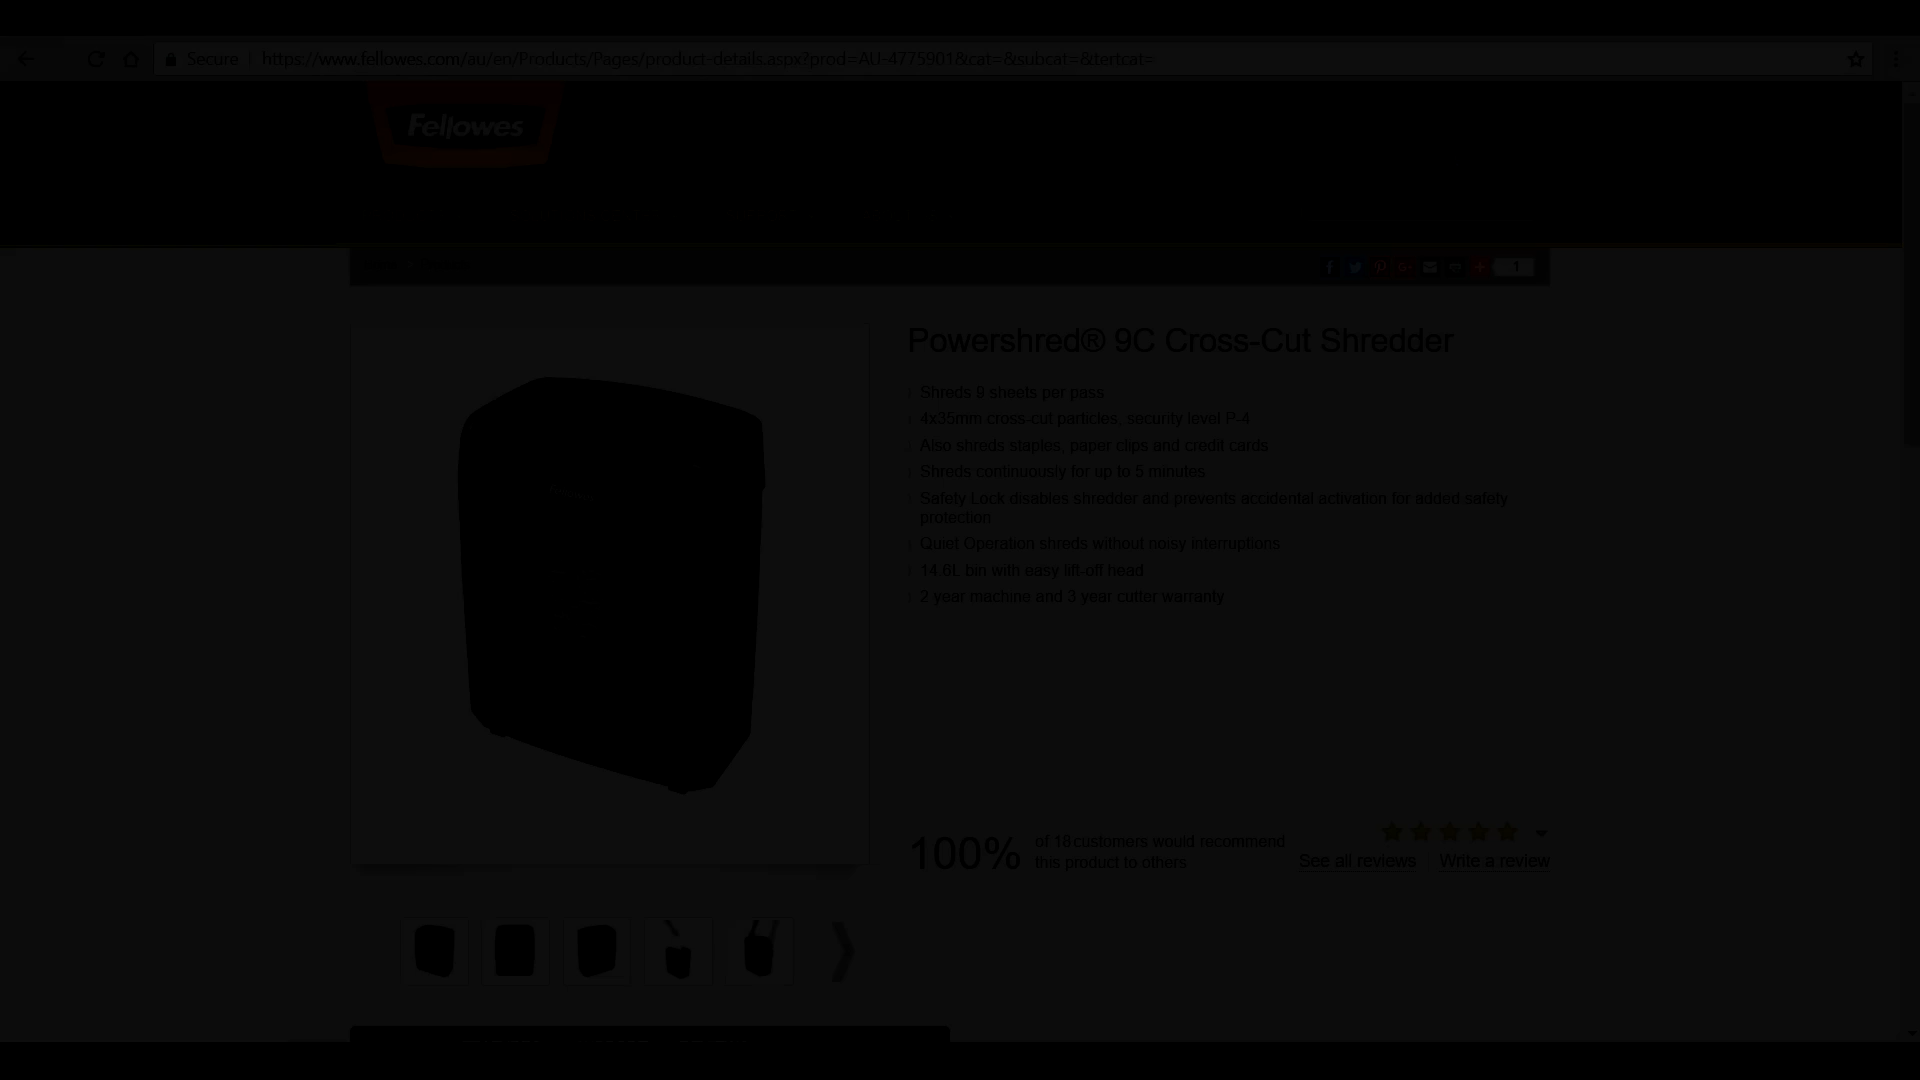 Secure https://www.fellowes.com/au/en/Products/Pages/product-details.aspx?prod=AU-4775901&cat=&subcat=&tertcat=
Fellowes
1
Powershred® 9C Cross-Cut Shredder
Shreds 9 sheets per pass
4x35mm cross-cut particles, security level P-4
Also shreds staples, paper clips and credit cards
Shreds continuously for up to 5 minutes
Safety Lock disables shredder and prevents accidental activation for added safety
protection
Quiet Operation shreds without noisy interruptions
14.6L bin with easy lift-off head
2 year machine and 3 year cutter warranty
100%
of 18 customers would recommend
this product to others
See all reviews
Write a review